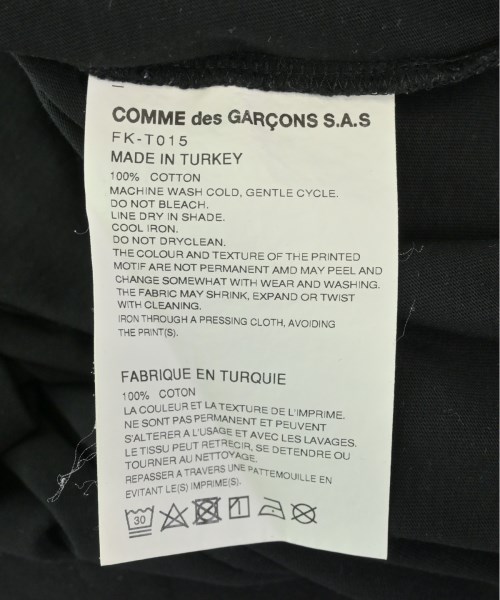 COMME des GARÇONS S.A.S
FK-T015
MADE IN TURKEY
100% COTTON
MACHINE WASH COLD, GENTLE CYCLE.
DO NOT BLEACH.
LINE DRY IN SHADE.
COOL IRON.
DO NOT DRYCLEAN.
THE COLOUR AND TEXTURE OF THE PRINTED
MOTIF ARE NOT PERMANENT AMD MAY PEEL AND
CHANGE SOMEWHAT WITH WEAR AND WASHING.
THE FABRIC MAY SHRINK, EXPAND OR TWIST
WITH CLEANING.
IRON THROUGH A PRESSING CLOTH, AVOIDING
THE PRINT(S).
FABRIQUE EN TURQUIE
100% COTON
LA COULEUR ET LA TEXTURE DE L'IMPRIME.
NE SONT PAS PERMANENT ET PEUVENT
S'ALTERER A L'USAGE ET AVEC LES LAVAGES.
LE TISSU PEUT RETRECIR, SE DETENDRE OU
TOURNER AU NETTOYAGE.
REPASSER A TRAVERS UNE PATTEMOUILLE EN
EVITANT LE(S) IMPRIME(S).
30